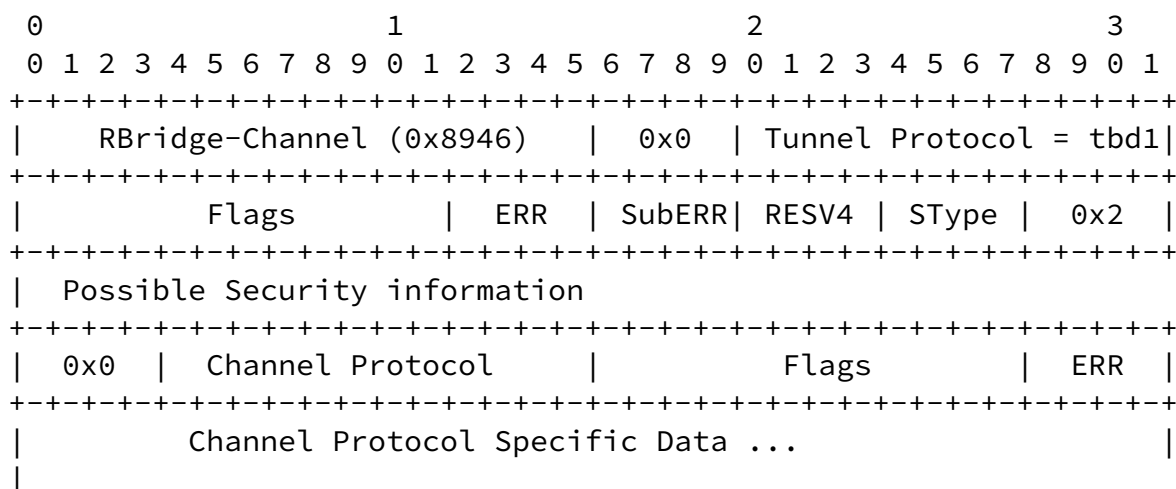 0                   1                   2                   3
 0 1 2 3 4 5 6 7 8 9 0 1 2 3 4 5 6 7 8 9 0 1 2 3 4 5 6 7 8 9 0 1
+-+-+-+-+-+-+-+-+-+-+-+-+-+-+-+-+-+-+-+-+-+-+-+-+-+-+-+-+-+-+-+-+
|    RBridge-Channel (0x8946)   |  0x0  | Tunnel Protocol = tbd1|
+-+-+-+-+-+-+-+-+-+-+-+-+-+-+-+-+-+-+-+-+-+-+-+-+-+-+-+-+-+-+-+-+
|          Flags        |  ERR  | SubERR| RESV4 | SType |  0x2  |
+-+-+-+-+-+-+-+-+-+-+-+-+-+-+-+-+-+-+-+-+-+-+-+-+-+-+-+-+-+-+-+-+
|  Possible Security information
+-+-+-+-+-+-+-+-+-+-+-+-+-+-+-+-+-+-+-+-+-+-+-+-+-+-+-+-+-+-+-+-+
|  0x0  |  Channel Protocol     |          Flags        |  ERR  |
+-+-+-+-+-+-+-+-+-+-+-+-+-+-+-+-+-+-+-+-+-+-+-+-+-+-+-+-+-+-+-+-+
|         Channel Protocol Specific Data ...                    |
|